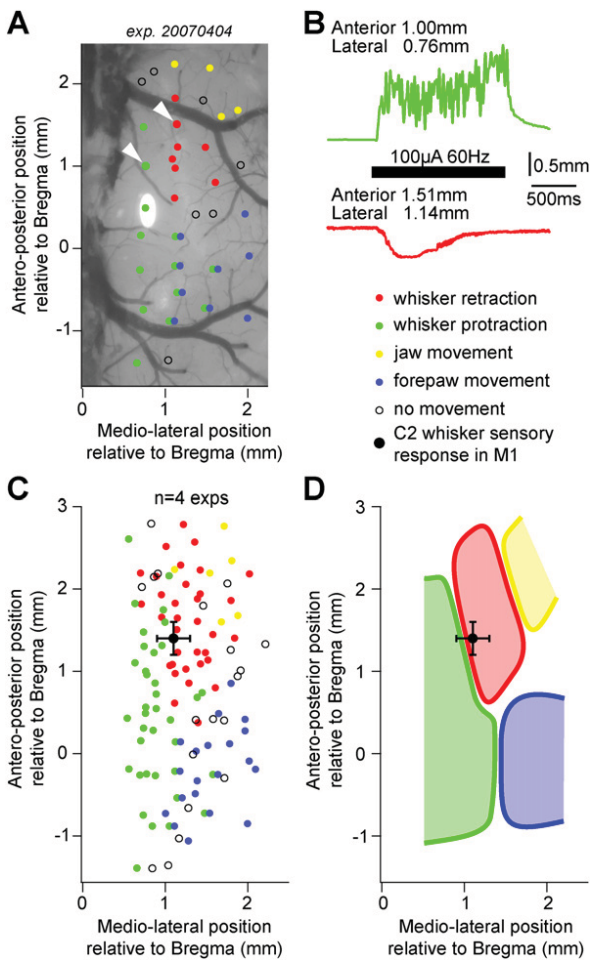 A
exp. 20070404
2
1
0
-1
Antero-posterior position
relative to Bregma (mm)
0
1
2
Medio-lateral position
relative to Bregma (mm)
B
Anterior 1.00mm
Lateral 0.76mm
100µA 60Hz
0.5mm
500ms
Anterior 1.51mm
Lateral 1.14mm
whisker retraction
whisker protraction
jaw movement
forepaw movement
no movement
C2 whisker sensory
response in M1
C
n=4 exps
3
2
1
0
-1
Antero-posterior position
relative to Bregma (mm)
0
1
2
Medio-lateral position
relative to Bregma (mm)
D
3
2
1
0
-1
Antero-posterior position
relative to Bregma (mm)
0
1
2
Medio-lateral position
relative to Bregma (mm)